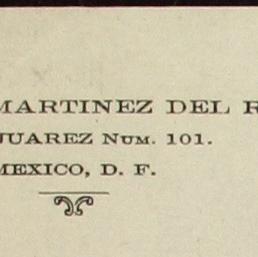 MARTINEZ DEL R
JUAREZ NUM. 101.
MEXICO, D. F.